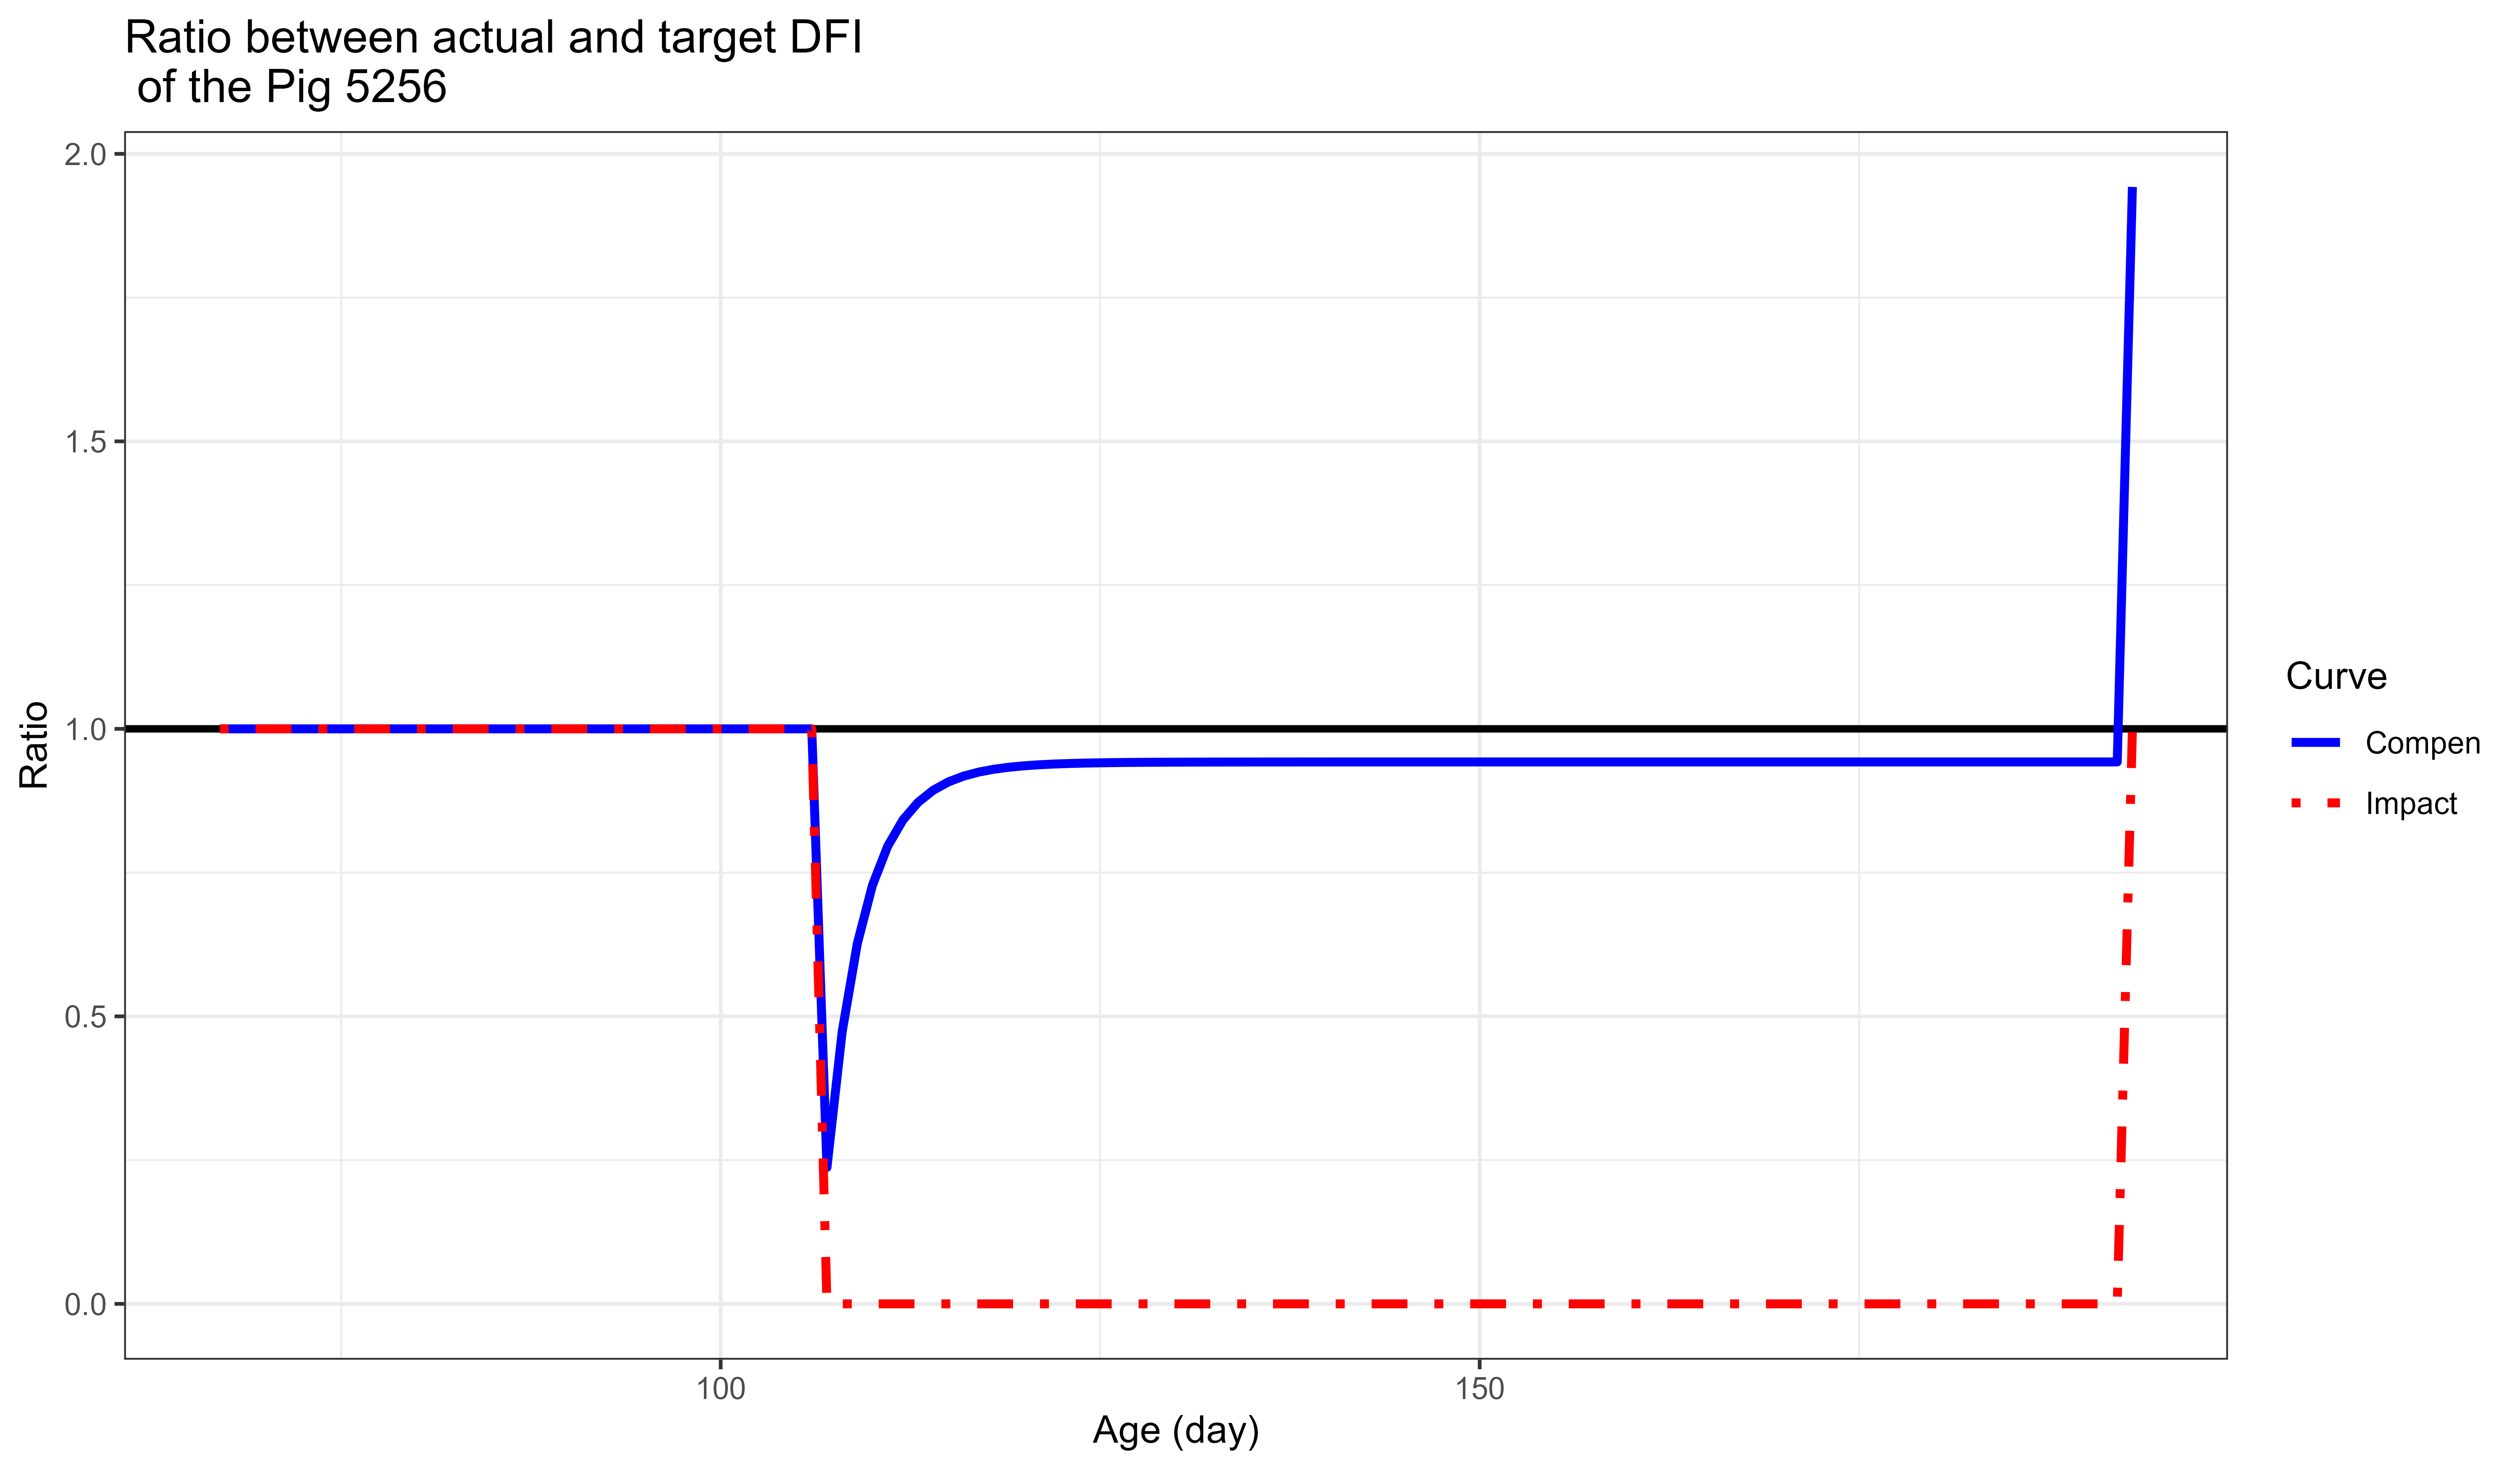 Ratio between actual and target DFI
of the Pig 5256
2.0
1.5
1.0
0.5
0.0
Ratio
100
150
Age (day)
Curve
Compen
Impact